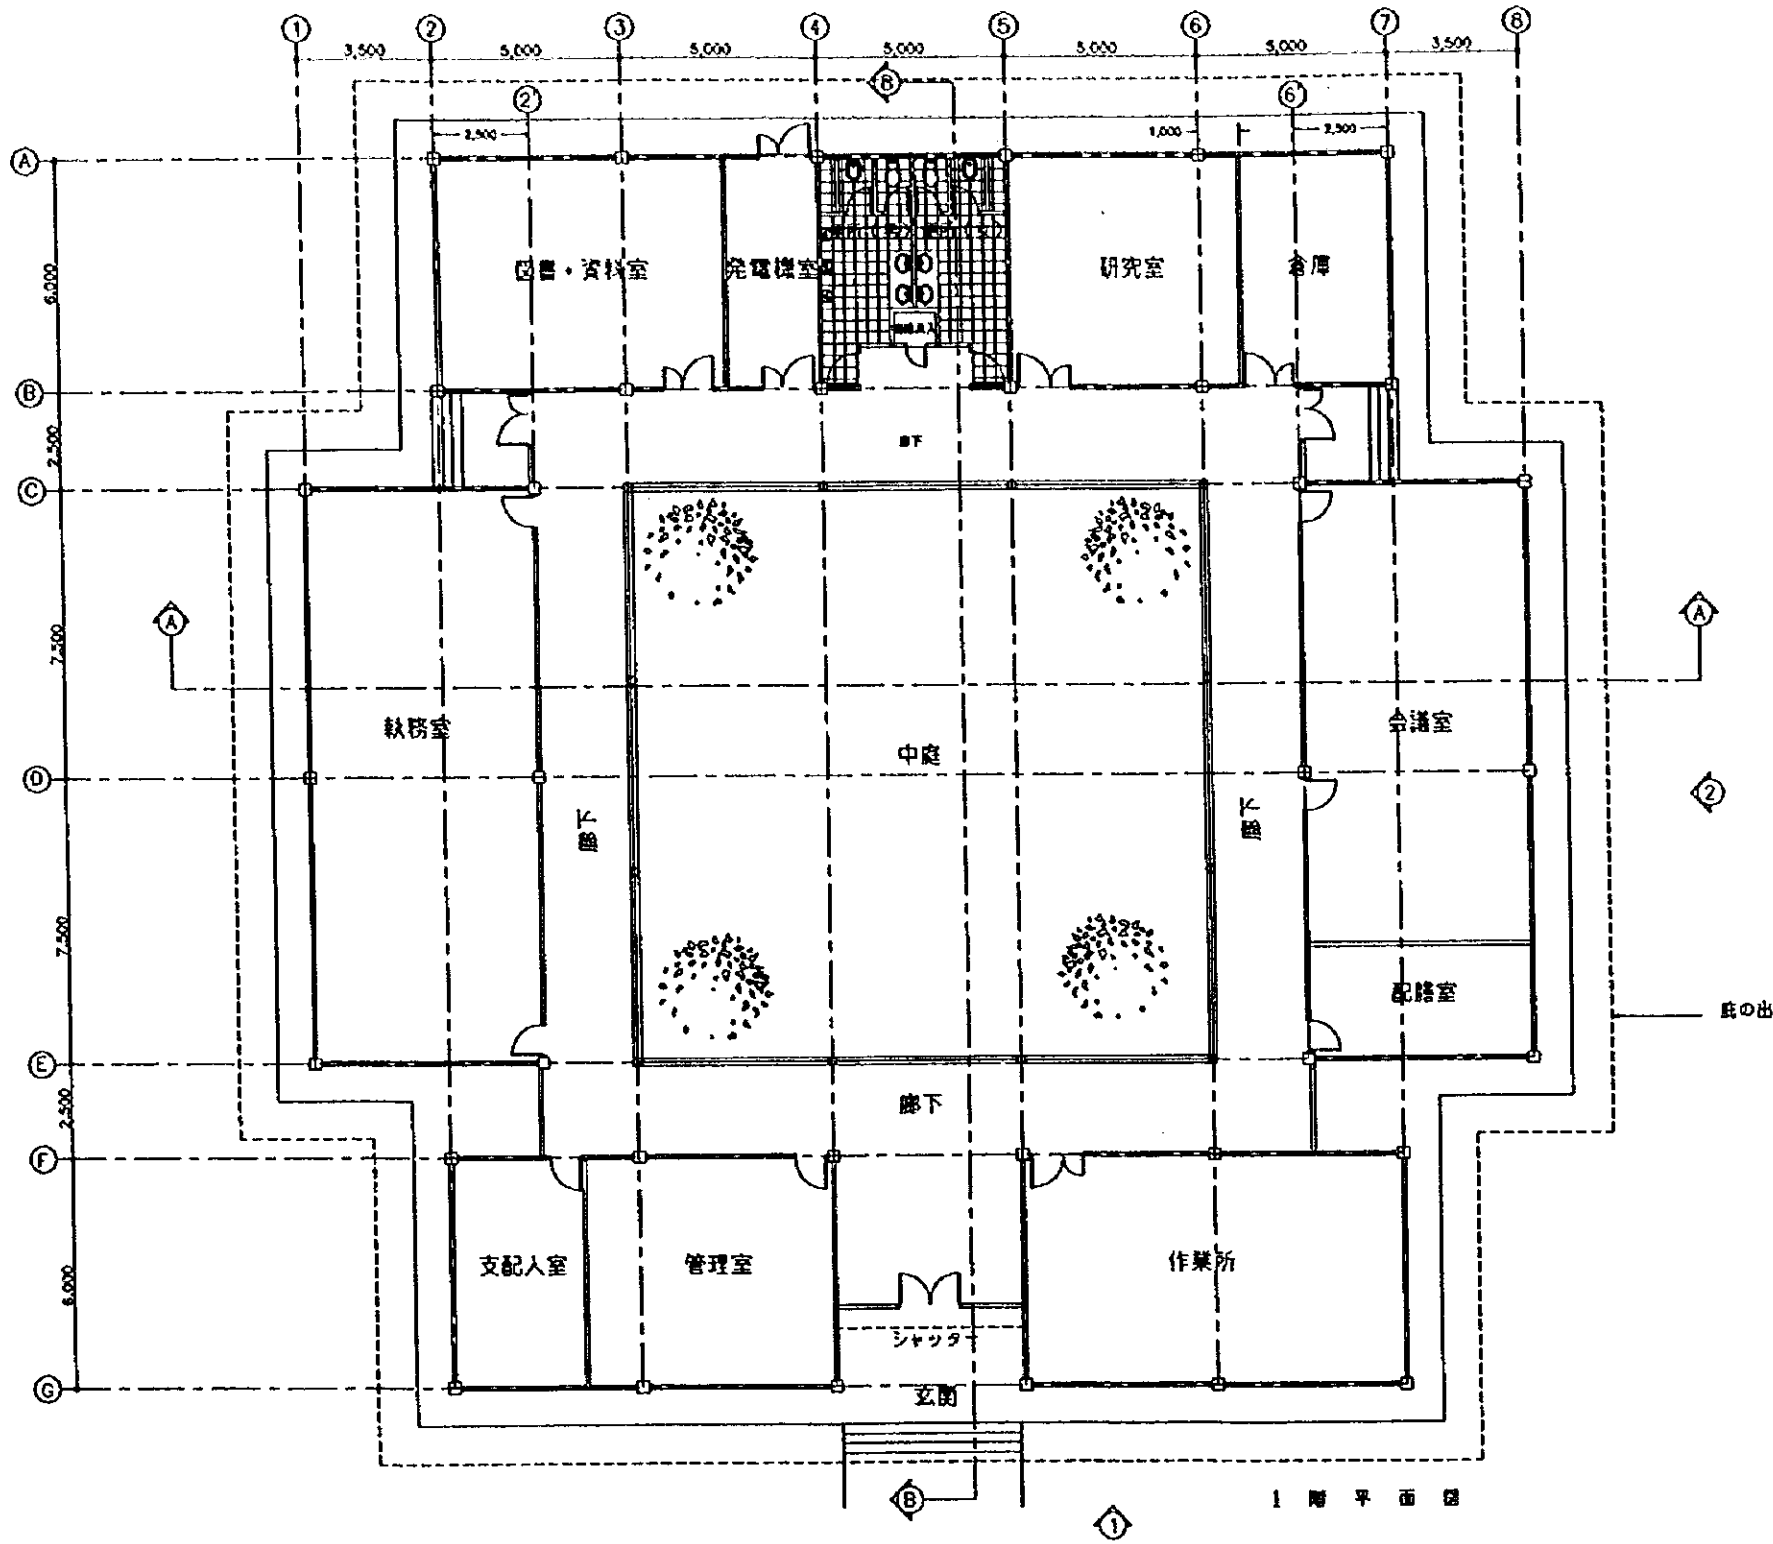 ① ② ③ ④ ⑤ ⑥ ⑦ ⑧
3,500 5,000 5,000 5,000 5,000 5,000 3,500
B
2' 6'
2,500 1,000 2,500
A
6,000
図書・資料室 発電機室 研究室 倉庫
B
2,500
廊下
C
A A
7,500
執務室 会議室
中庭
D
2
廊下 廊下
7,500
配膳室
庇の出
E
2,500
廊下
F
支配人室 管理室 作業所
6,000
シャッター
G
玄関
B
1階平面図
1